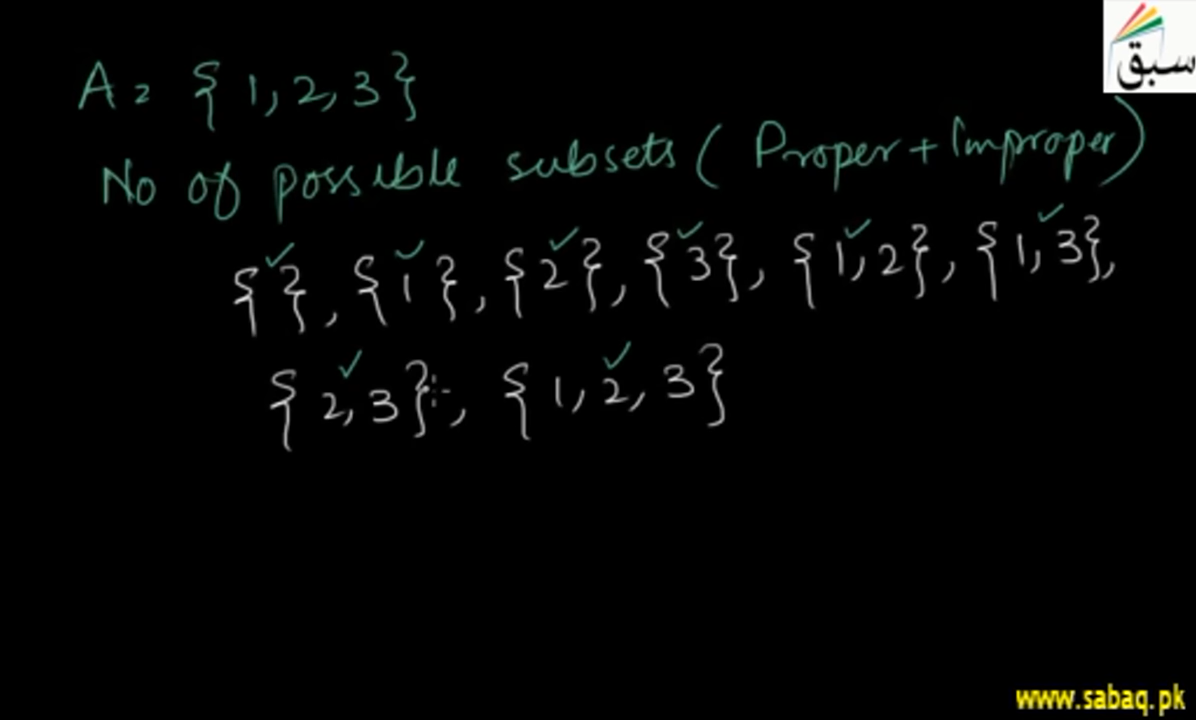 سبق
A = { 1, 2, 3 }
No of possible subsets ( Proper + Improper )
{ }, { 1 }, { 2 }, { 3 }, { 1, 2 }, { 1, 3 },
{ 2, 3 }, { 1, 2, 3 }
www.sabaq.pk